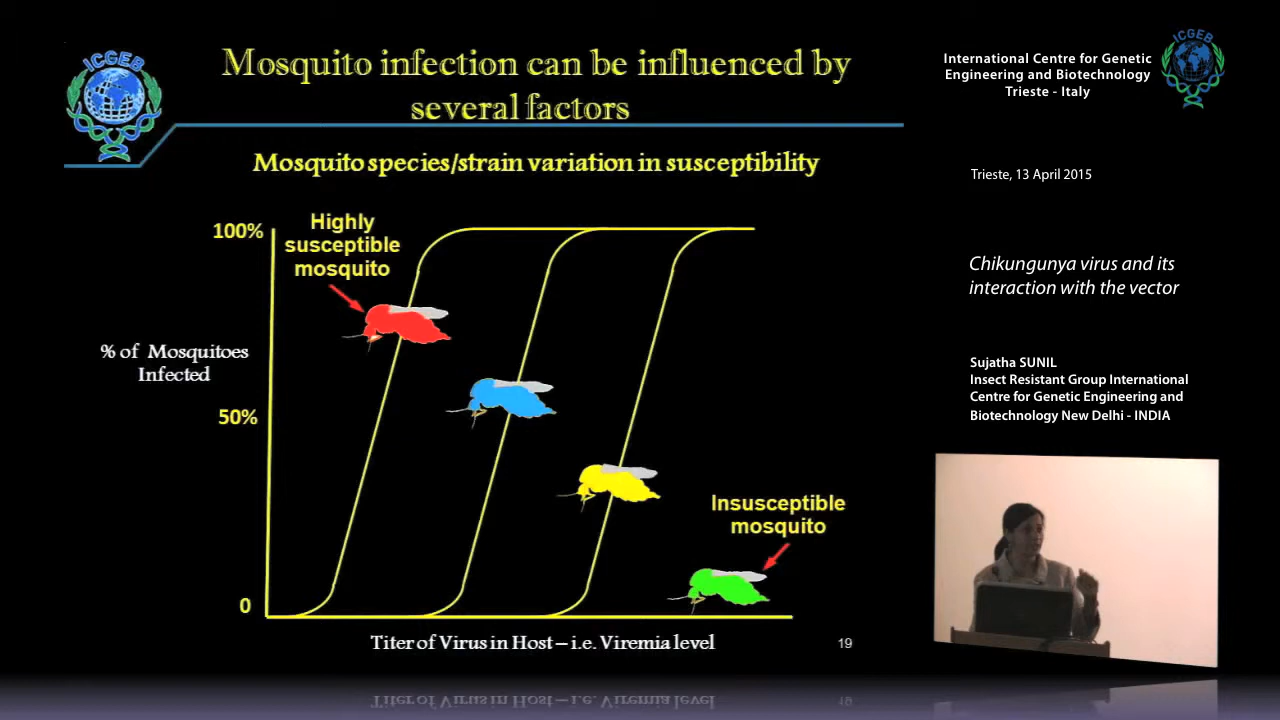 ICGEB
Mosquito infection can be influenced by
several factors
Mosquito species/strain variation in susceptibility
100%
Highly
susceptible
mosquito
% of Mosquitoes
Infected
50%
Insusceptible
mosquito
0
Titer of Virus in Host – i.e. Viremia level
19
International Centre for Genetic
Engineering and Biotechnology
Trieste - Italy
ICGEB
Trieste, 13 April 2015
Chikungunya virus and its
interaction with the vector
Sujatha SUNIL
Insect Resistant Group International
Centre for Genetic Engineering and
Biotechnology New Delhi - INDIA